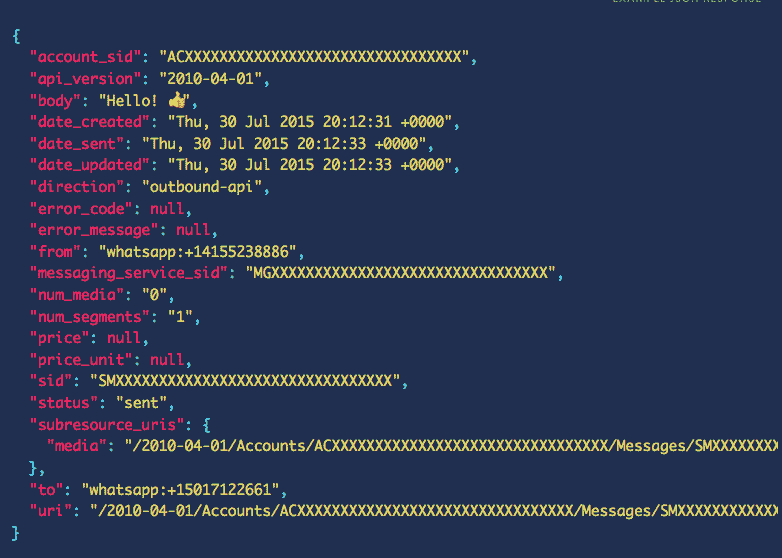 EXAMPLE JSON RESPONSE
{
"account_sid": "ACXXXXXXXXXXXXXXXXXXXXXXXXXXXXXXXX",
"api_version": "2010-04-01",
"body": "Hello! 👍",
"date_created": "Thu, 30 Jul 2015 20:12:31 +0000",
"date_sent": "Thu, 30 Jul 2015 20:12:33 +0000",
"date_updated": "Thu, 30 Jul 2015 20:12:33 +0000",
"direction": "outbound-api",
"error_code": null,
"error_message": null,
"from": "whatsapp:+14155238886",
"messaging_service_sid": "MGXXXXXXXXXXXXXXXXXXXXXXXXXXXXXXXX",
"num_media": "0",
"num_segments": "1",
"price": null,
"price_unit": null,
"sid": "SMXXXXXXXXXXXXXXXXXXXXXXXXXXXXXXXX",
"status": "sent",
"subresource_uris": {
"media": "/2010-04-01/Accounts/ACXXXXXXXXXXXXXXXXXXXXXXXXXXXXXXXX/Messages/SMXXXXXXXX
},
"to": "whatsapp:+15017122661",
"uri": "/2010-04-01/Accounts/ACXXXXXXXXXXXXXXXXXXXXXXXXXXXXXXXX/Messages/SMXXXXXXXXXXXX
}